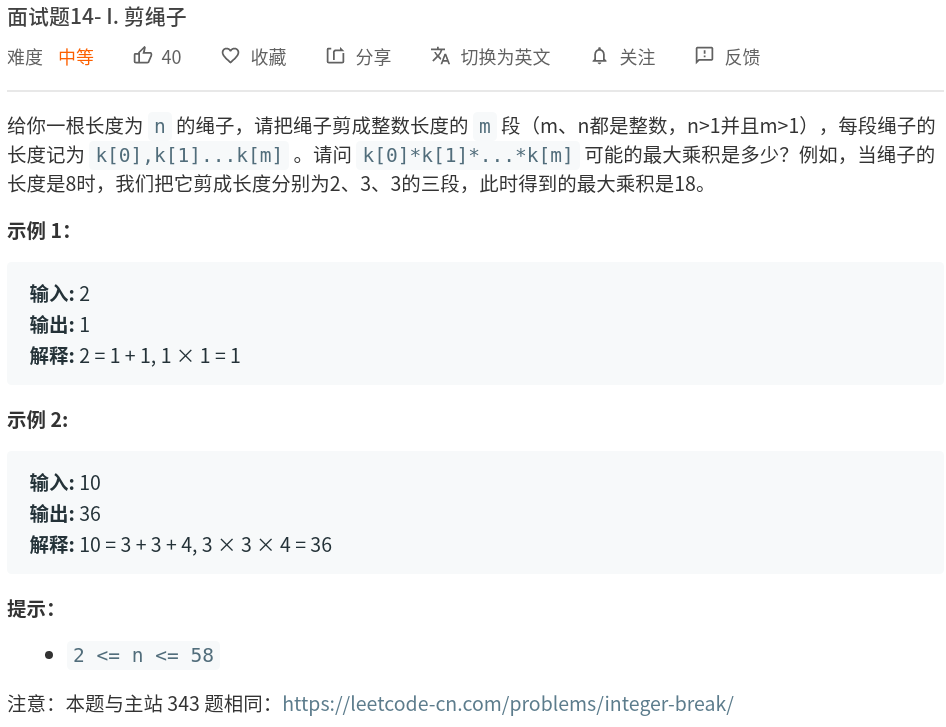 面试题14- I. 剪绳子
难度 中等 40 收藏 分享 切换为英文 关注 反馈
给你一根长度为 n 的绳子，请把绳子剪成整数长度的 m 段（m、n都是整数，n>1并且m>1），每段绳子的
长度记为 k[0],k[1]...k[m] 。请问 k[0]*k[1]*...*k[m] 可能的最大乘积是多少？例如，当绳子的
长度是8时，我们把它剪成长度分别为2、3、3的三段，此时得到的最大乘积是18。
示例 1：
输入: 2
输出: 1
解释: 2 = 1 + 1, 1 × 1 = 1
示例 2:
输入: 10
输出: 36
解释: 10 = 3 + 3 + 4, 3 × 3 × 4 = 36
提示：
2 <= n <= 58
注意：本题与主站 343 题相同：https://leetcode-cn.com/problems/integer-break/